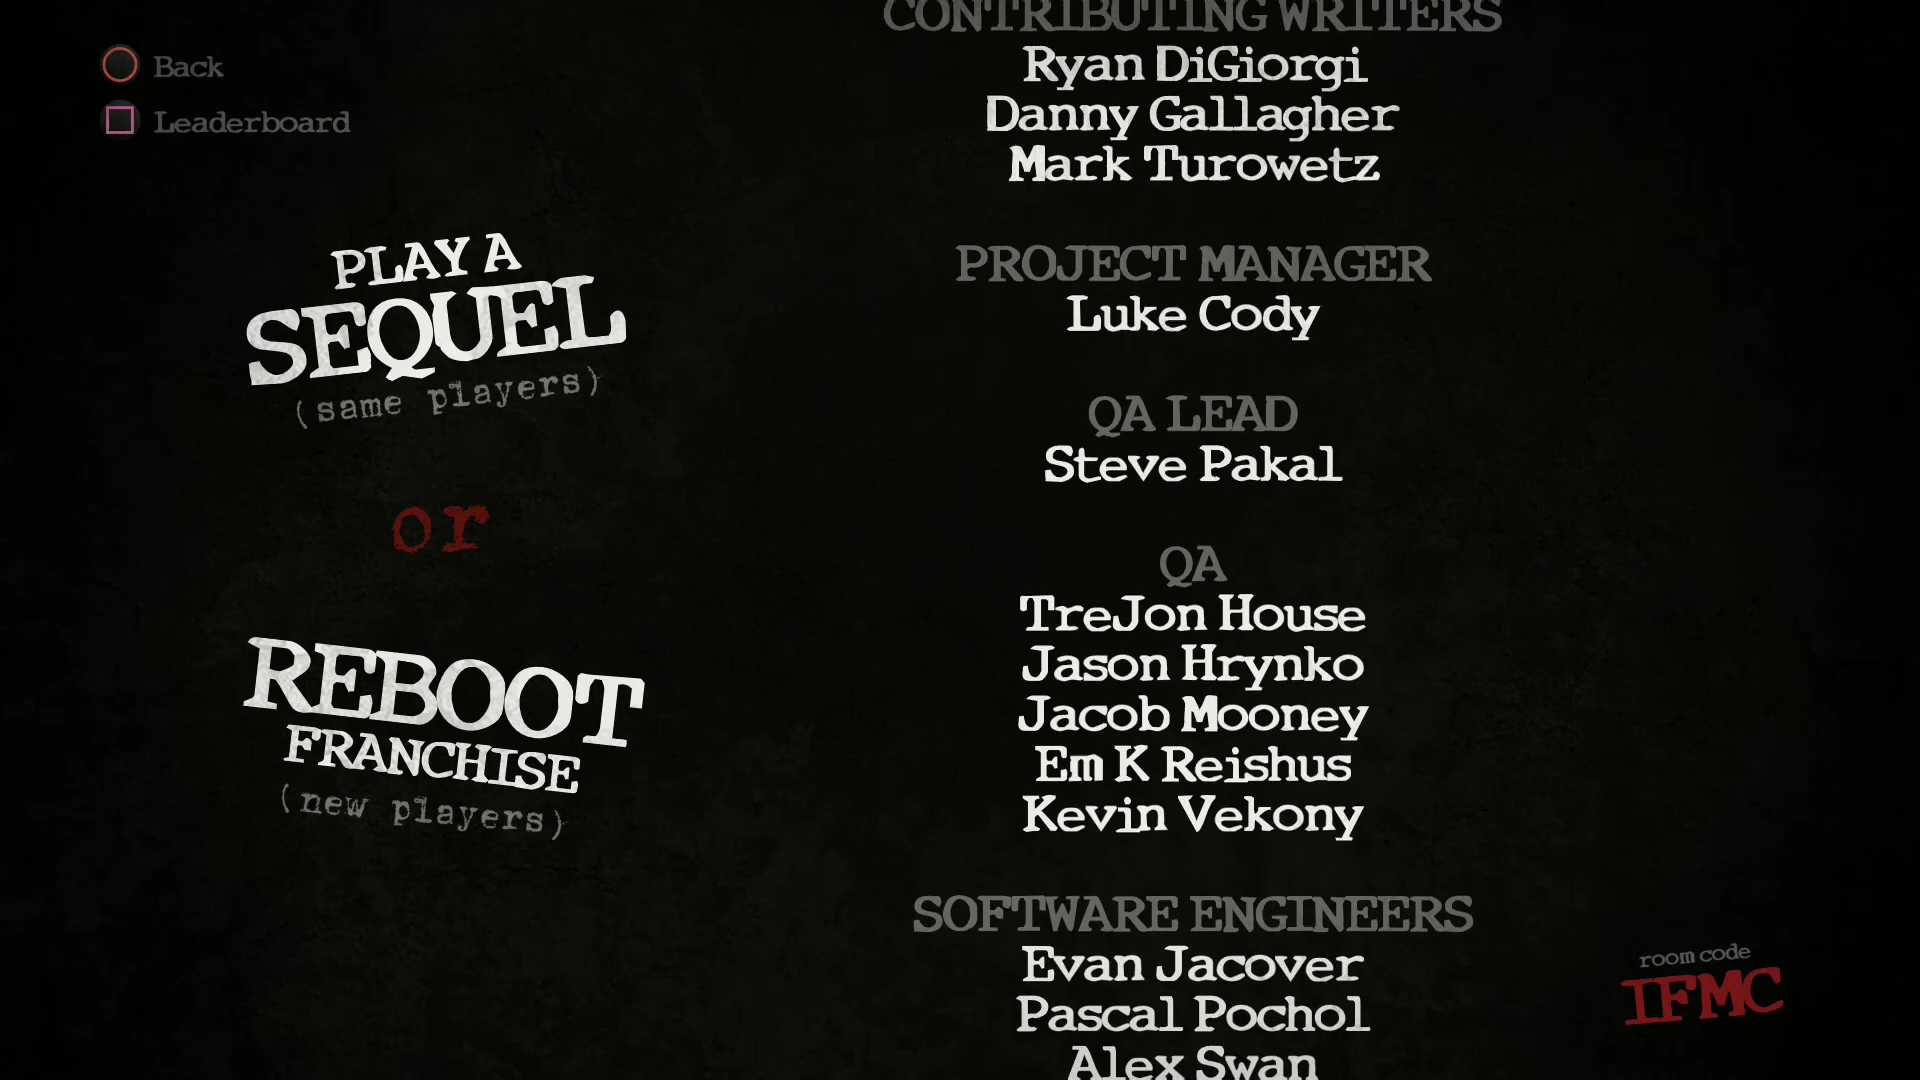 Back
Leaderboard
PLAY A
SEQUEL
(same players)
or
REBOOT
FRANCHISE
(new players)
CONTRIBUTING WRITERS
Ryan DiGiorgi
Danny Gallagher
Mark Turowetz
PROJECT MANAGER
Luke Cody
QA LEAD
Steve Pakal
QA
TreJon House
Jason Hrynko
Jacob Mooney
Em K Reishus
Kevin Vekony
SOFTWARE ENGINEERS
Evan Jacover
Pascal Pochol
Alex Swan
room code
IFMC